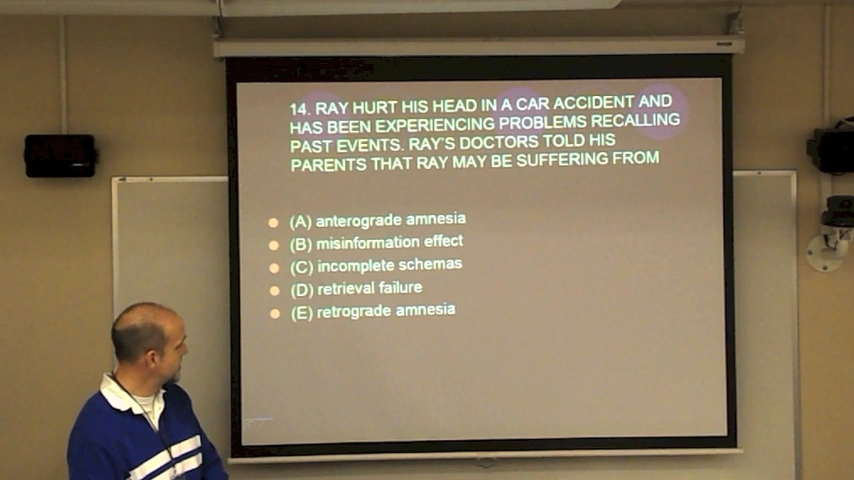 14. RAY HURT HIS HEAD IN A CAR ACCIDENT AND
HAS BEEN EXPERIENCING PROBLEMS RECALLING
PAST EVENTS. RAY'S DOCTORS TOLD HIS
PARENTS THAT RAY MAY BE SUFFERING FROM
(A) anterograde amnesia
(B) misinformation effect
(C) incomplete schemas
(D) retrieval failure
(E) retrograde amnesia